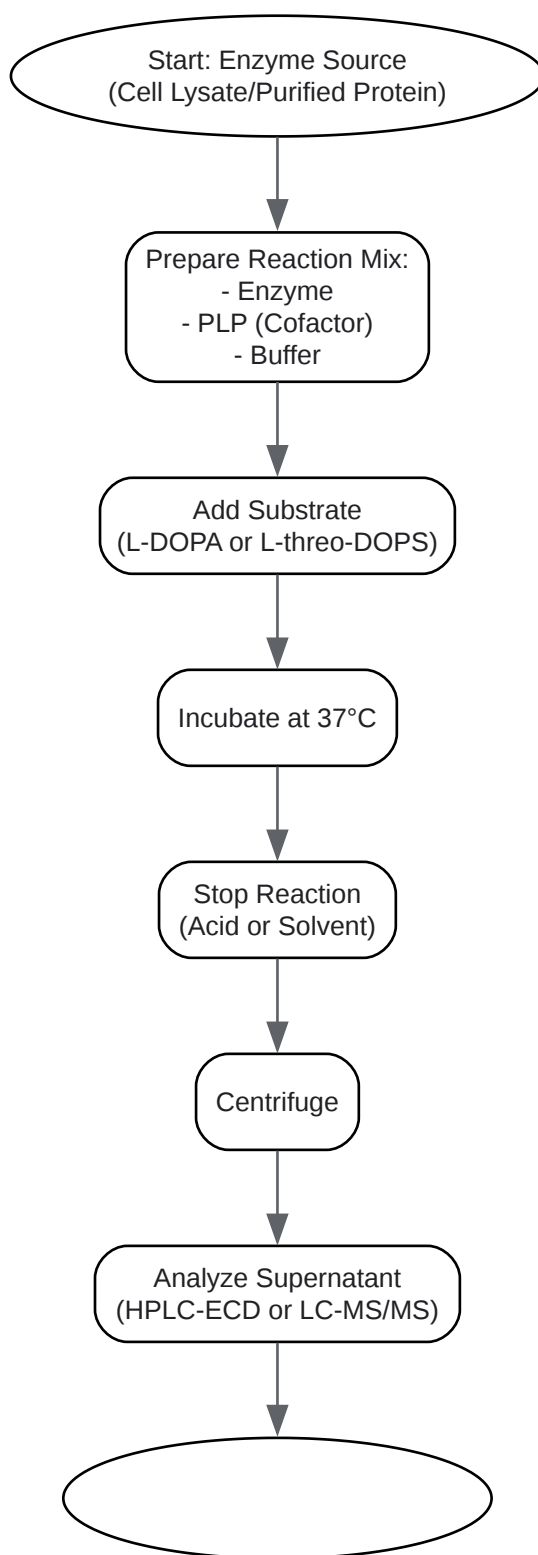 Start: Enzyme Source
(Cell Lysate/Purified Protein)
Prepare Reaction Mix:
- Enzyme
- PLP (Cofactor)
- Buffer
Add Substrate
(L-DOPA or L-threo-DOPS)
Incubate at 37°C
Stop Reaction
(Acid or Solvent)
Centrifuge
Analyze Supernatant
(HPLC-ECD or LC-MS/MS)